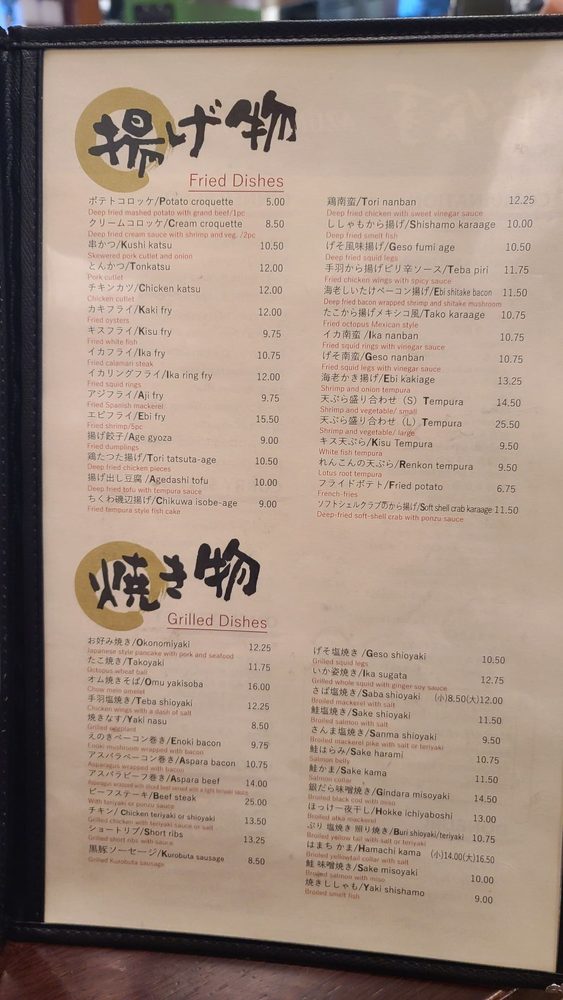 揚げ物
Fried Dishes
ポテトコロッケ/Potato croquette 5.00
Deep fried mashed potato with grand beef/1pc
クリームコロッケ/Cream croquette 8.50
Deep fried cream sauce with shrimp and veg. /2pc
串かつ/Kushi katsu 10.50
Skewered pork cutlet and onion
とんかつ/Tonkatsu 12.00
Pork cutlet
チキンカツ/Chicken katsu 12.00
Chicken cutlet
カキフライ/Kaki fry 12.00
Fried oysters
キスフライ/Kisu fry 9.75
Fried white fish
イカフライ/Ika fry 10.75
Fried calamari steak
イカリングフライ/Ika ring fry 12.00
Fried squid rings
アジフライ/Aji fry 9.75
Fried Spanish mackerel
エビフライ/Ebi fry 15.50
Fried shrimp/5pc
揚げ餃子/Age gyoza 9.00
Fried dumplings
鶏たつた揚げ/Tori tatsuta-age 10.50
Deep fried chicken pieces
揚げ出し豆腐/Agedashi tofu 10.00
Deep fried tofu with tempura sauce
ちくわ磯辺揚げ/Chikuwa isobe-age 9.00
Fried tempura style fish cake
鶏南蛮/Tori nanban 12.25
Deep fried chicken with sweet vinegar sauce
ししゃもから揚げ/Shishamo karaage 10.00
Deep fried smelt fish
げそ風味揚げ/Geso fumi age 10.50
Deep fried squid legs
手羽から揚げピリ辛ソース/Teba piri 11.75
Fried chicken wings with spicy sauce
海老しいたけベーコン揚げ/Ebi shitake bacon 11.50
Deep fried bacon wrapped shrimp and shitake mushroom
たこから揚げメキシコ風/Tako karaage 10.75
Fried octopus Mexican style
イカ南蛮/Ika nanban 10.75
Fried squid rings with vinegar sauce
げそ南蛮/Geso nanban 10.75
Fried squid legs with vinegar sauce
海老かき揚げ/Ebi kakiage 13.25
Shrimp and onion tempura
天ぷら盛り合わせ（S）Tempura 14.50
Shrimp and vegetable/ small
天ぷら盛り合わせ（L）Tempura 25.50
Shrimp and vegetable/ large
キス天ぷら/Kisu Tempura 9.50
White fish tempura
れんこんの天ぷら/Renkon tempura 9.50
Lotus root tempura
フライドポテト/Fried potato 6.75
French-fries
ソフトシェルクラブのから揚げ/Soft shell crab karaage 11.50
Deep-fried soft-shell crab with ponzu sauce
焼き物
Grilled Dishes
お好み焼き/Okonomiyaki 12.25
Japanese style pancake with pork and seafood
たこ焼き/Takoyaki 11.75
Octopus wheat ball
オム焼きそば/Omu yakisoba 16.00
Chow mein omelet
手羽塩焼き/Teba shioyaki 12.25
Chicken wings with a dash of salt
焼きなす/Yaki nasu 8.50
Grilled eggplant
えのきベーコン巻き/Enoki bacon 9.75
Enoki mushroom wrapped with bacon
アスパラベーコン巻き/Aspara bacon 10.75
Asparagus wrapped with bacon
アスパラビーフ巻き/Aspara beef 14.00
Asparagus wrapped with sliced beef served with a light teriyaki sauce
ビーフステーキ/Beef steak 25.00
With teriyaki or ponzu sauce
チキン/ Chicken teriyaki or shioyaki 13.50
Grilled chicken with teriyaki sauce or salt
ショートリブ/Short ribs 13.25
Grilled short ribs with sauce
黒豚ソーセージ/Kurobuta sausage 8.50
Grilled Kurobuta sausage
げそ塩焼き /Geso shioyaki 10.50
Grilled squid legs
いか姿焼き/Ika sugata 12.75
Grilled whole squid with ginger soy sauce
さば塩焼き/Saba shioyaki (小)8.50(大)12.00
Broiled mackerel with salt
鮭塩焼き/Sake shioyaki 11.50
Broiled salmon with salt
さんま塩焼き/Sanma shioyaki 9.50
Broiled mackerel pike with salt or teriyaki
鮭はらみ/Sake harami 10.75
Salmon belly
鮭かま/Sake kama 11.50
Salmon collar
銀だら味噌焼き/Gindara misoyaki 14.50
Broiled black cod with miso
ほっけ一夜干し/Hokke ichiyaboshi 13.00
Broiled atka mackerel
ぶり 塩焼き 照り焼き/Buri shioyaki/teriyaki 10.75
Broiled yellow tail with salt or teriyaki
はまち かま/Hamachi kama (小)14.00(大)16.50
Broiled yellowtail collar with salt
鮭 味噌焼き/Sake misoyaki 10.00
Broiled salmon with miso
焼きししゃも/Yaki shishamo 9.00
Broiled smelt fish